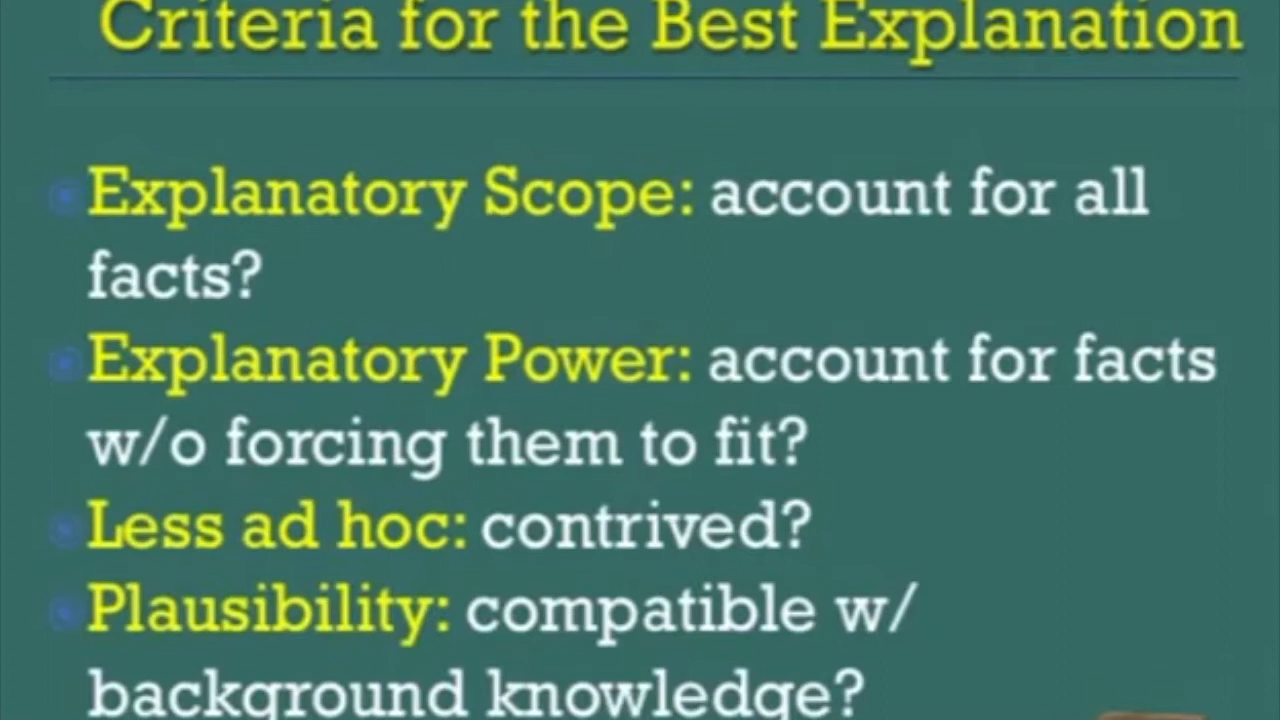 Criteria for the Best Explanation
Explanatory Scope: account for all
facts?
Explanatory Power: account for facts
w/o forcing them to fit?
Less ad hoc: contrived?
Plausibility: compatible w/
background knowledge?